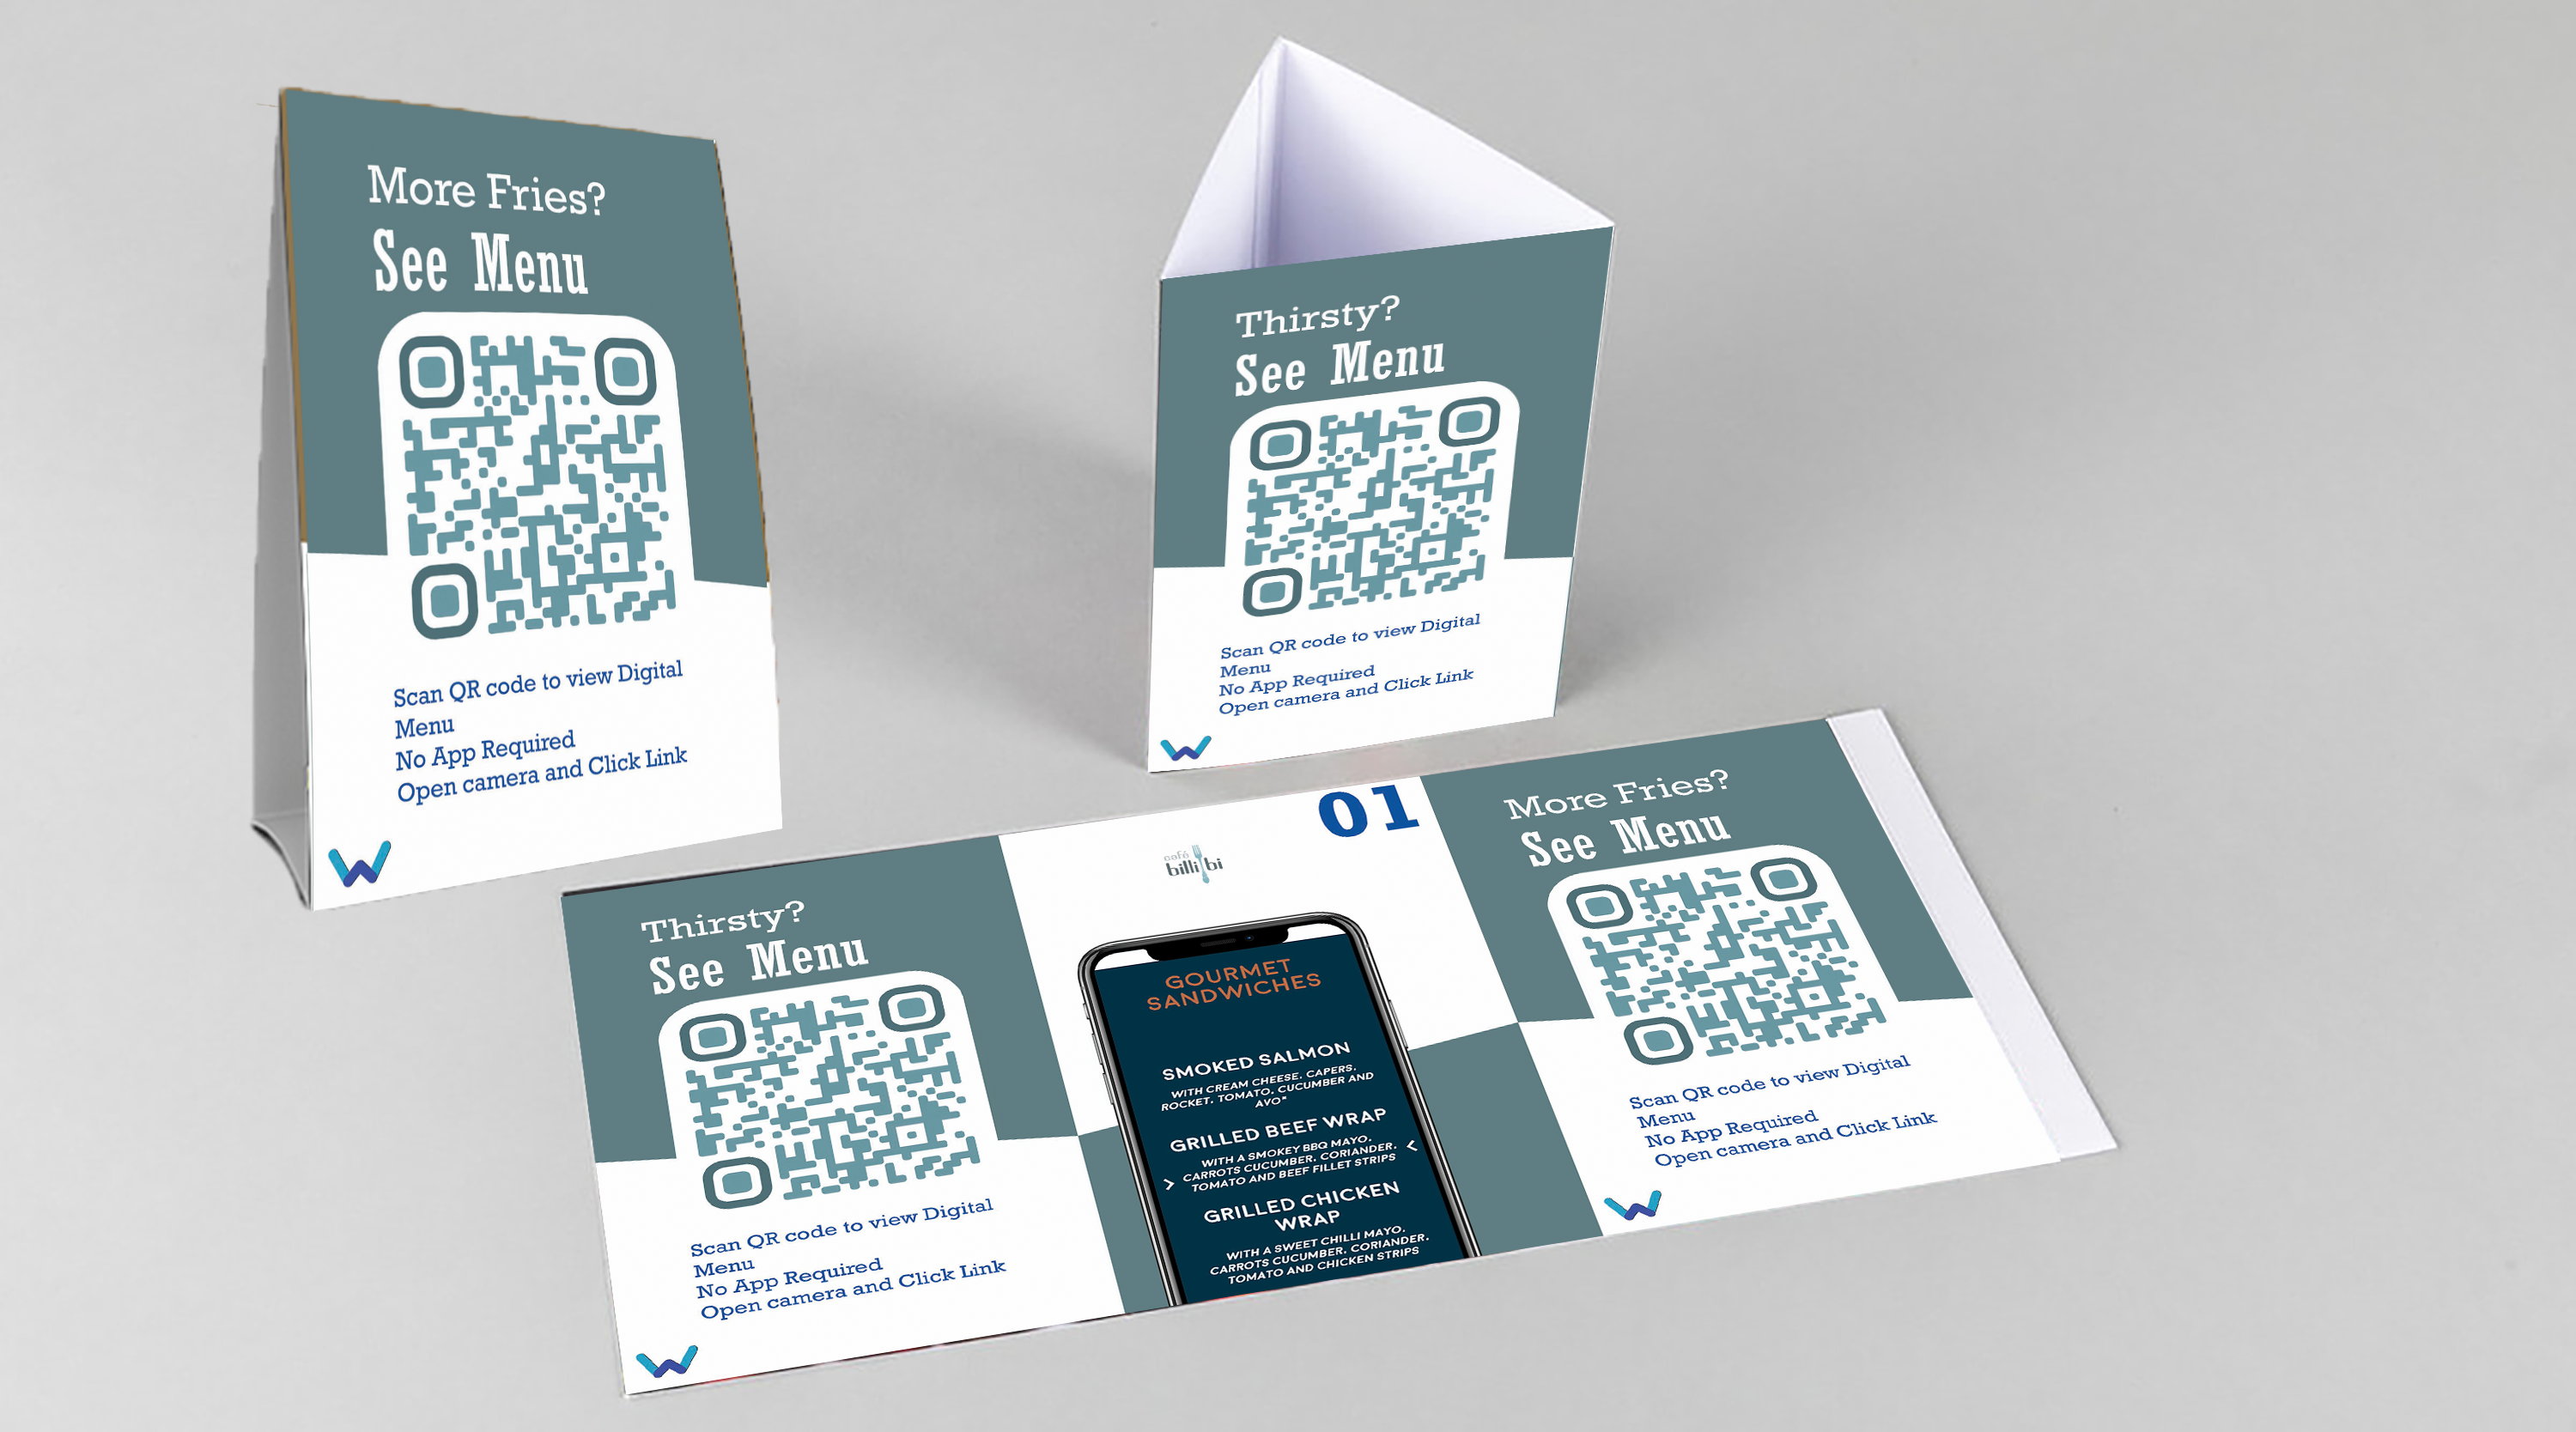 More Fries?
See Menu
Scan QR code to view Digital
Menu
No App Required
Open camera and Click Link
Thirsty?
See Menu
Scan QR code to view Digital
Menu
No App Required
Open camera and Click Link
Thirsty?
See Menu
Scan QR code to view Digital
Menu
No App Required
Open camera and Click Link
01
café
billi bi
GOURMET
SANDWICHES
SMOKED SALMON
WITH CREAM CHEESE, CAPERS,
ROCKET, TOMATO, CUCUMBER AND
AVO"
GRILLED BEEF WRAP
WITH A SMOKEY BBQ MAYO,
CARROTS CUCUMBER, CORIANDER,
TOMATO AND BEEF FILLET STRIPS
GRILLED CHICKEN
WRAP
WITH A SWEET CHILLI MAYO,
CARROTS CUCUMBER, CORIANDER,
TOMATO AND CHICKEN STRIPS
More Fries?
See Menu
Scan QR code to view Digital
Menu
No App Required
Open camera and Click Link